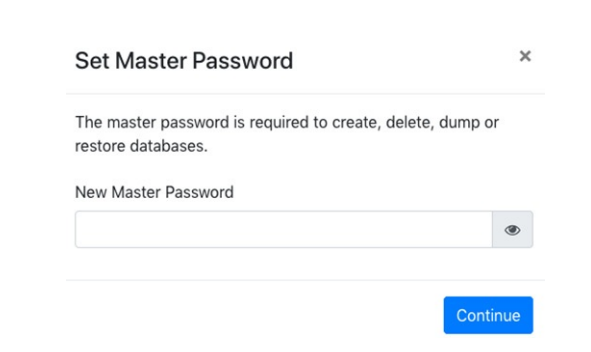 Set Master Password
×
The master password is required to create, delete, dump or
restore databases.
New Master Password
Continue